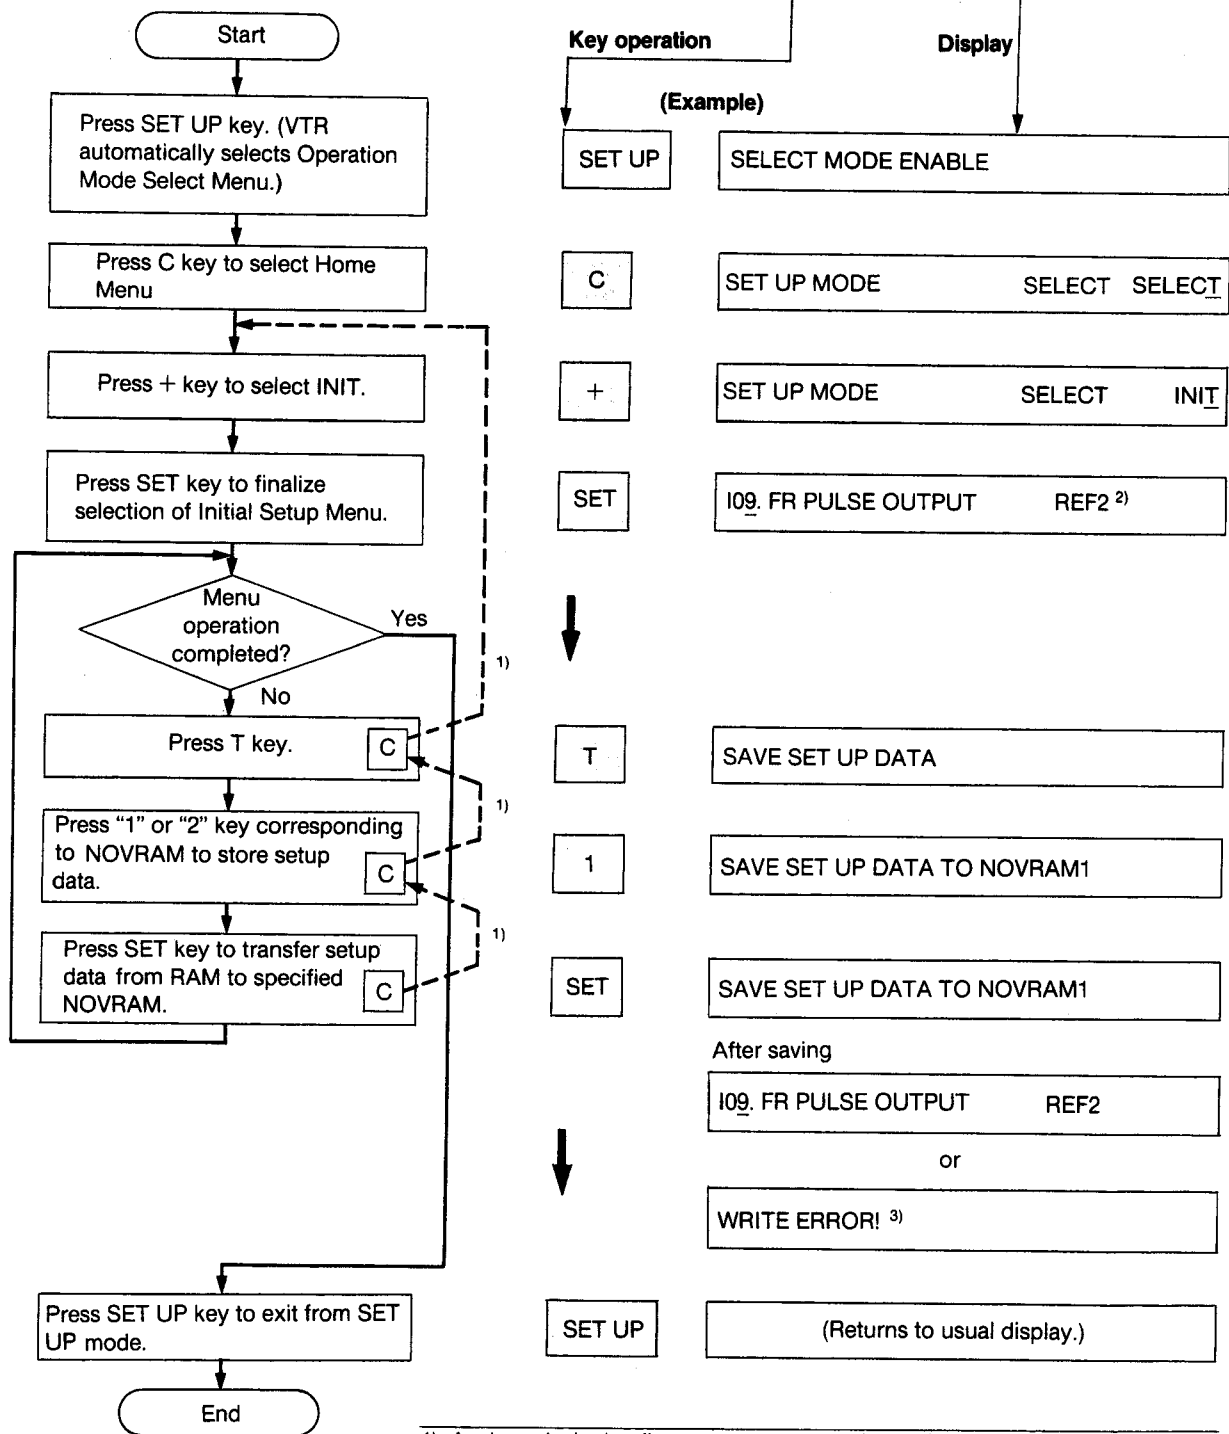 Start
Key operation
Display
(Example)
Press SET UP key. (VTR
automatically selects Operation
Mode Select Menu.)
SET UP
SELECT MODE ENABLE
Press C key to select Home
Menu
C
SET UP MODE SELECT SELECT
Press + key to select INIT.
+
SET UP MODE SELECT INIT
Press SET key to finalize
selection of Initial Setup Menu.
SET
I09. FR PULSE OUTPUT REF2 2)
Menu
operation
completed?
Yes
1)
No
Press T key.
C
T
SAVE SET UP DATA
1)
Press “1” or “2” key corresponding
to NOVRAM to store setup
data.
C
1
SAVE SET UP DATA TO NOVRAM1
1)
Press SET key to transfer setup
data from RAM to specified
NOVRAM.
C
SET
SAVE SET UP DATA TO NOVRAM1
After saving
I09. FR PULSE OUTPUT REF2
or
WRITE ERROR! 3)
Press SET UP key to exit from SET
UP mode.
SET UP
(Returns to usual display.)
End